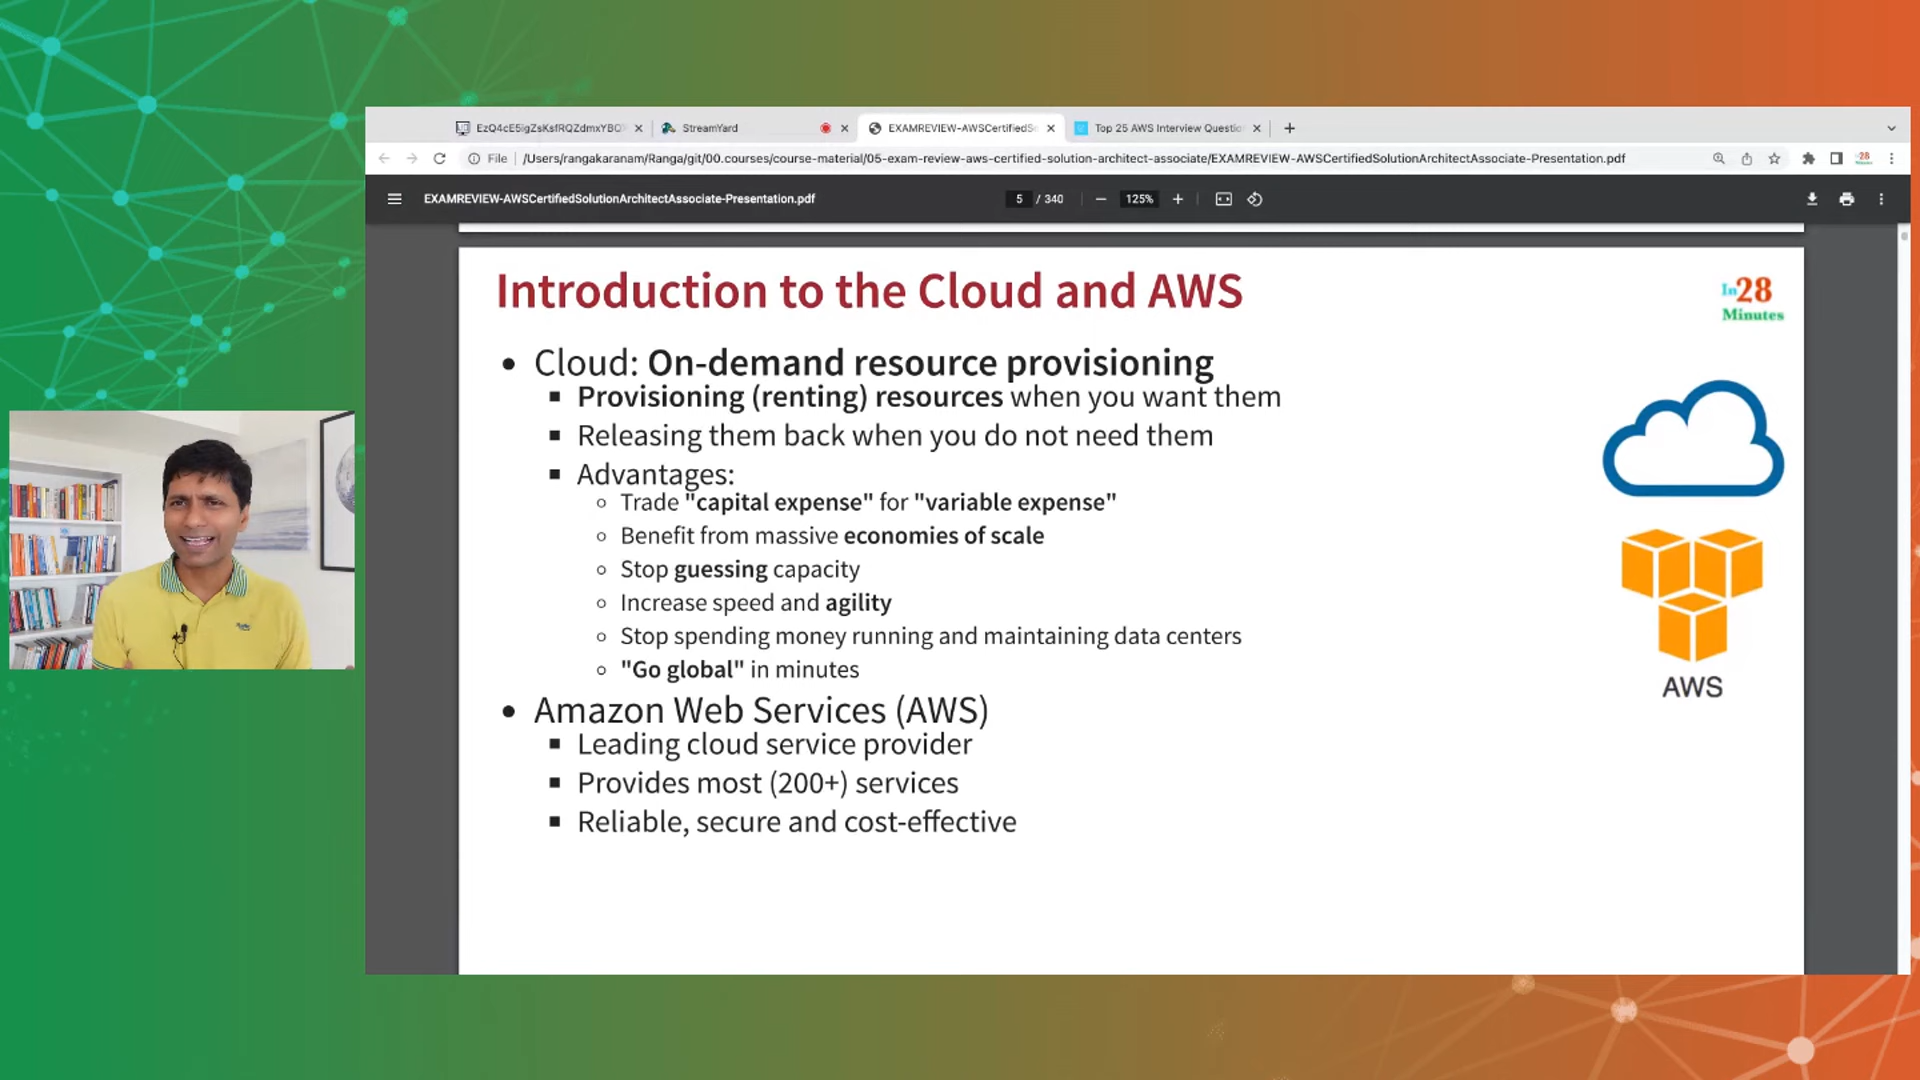 EzQ4cE5igZsKsfRQZdmxYBQ
StreamYard
EXAMREVIEW-AWSCertifiedS
Top 25 AWS Interview Questio
File
/Users/rangakaranam/Ranga/git/00.courses/course-material/05-exam-review-aws-certified-solution-architect-associate/EXAMREVIEW-AWSCertifiedSolutionArchitectAssociate-Presentation.pdf
EXAMREVIEW-AWSCertifiedSolutionArchitectAssociate-Presentation.pdf
5 / 340
125%
Introduction to the Cloud and AWS
In28
Minutes
Cloud: On-demand resource provisioning
Provisioning (renting) resources when you want them
Releasing them back when you do not need them
Advantages:
Trade "capital expense" for "variable expense"
Benefit from massive economies of scale
Stop guessing capacity
Increase speed and agility
Stop spending money running and maintaining data centers
"Go global" in minutes
Amazon Web Services (AWS)
Leading cloud service provider
Provides most (200+) services
Reliable, secure and cost-effective
AWS